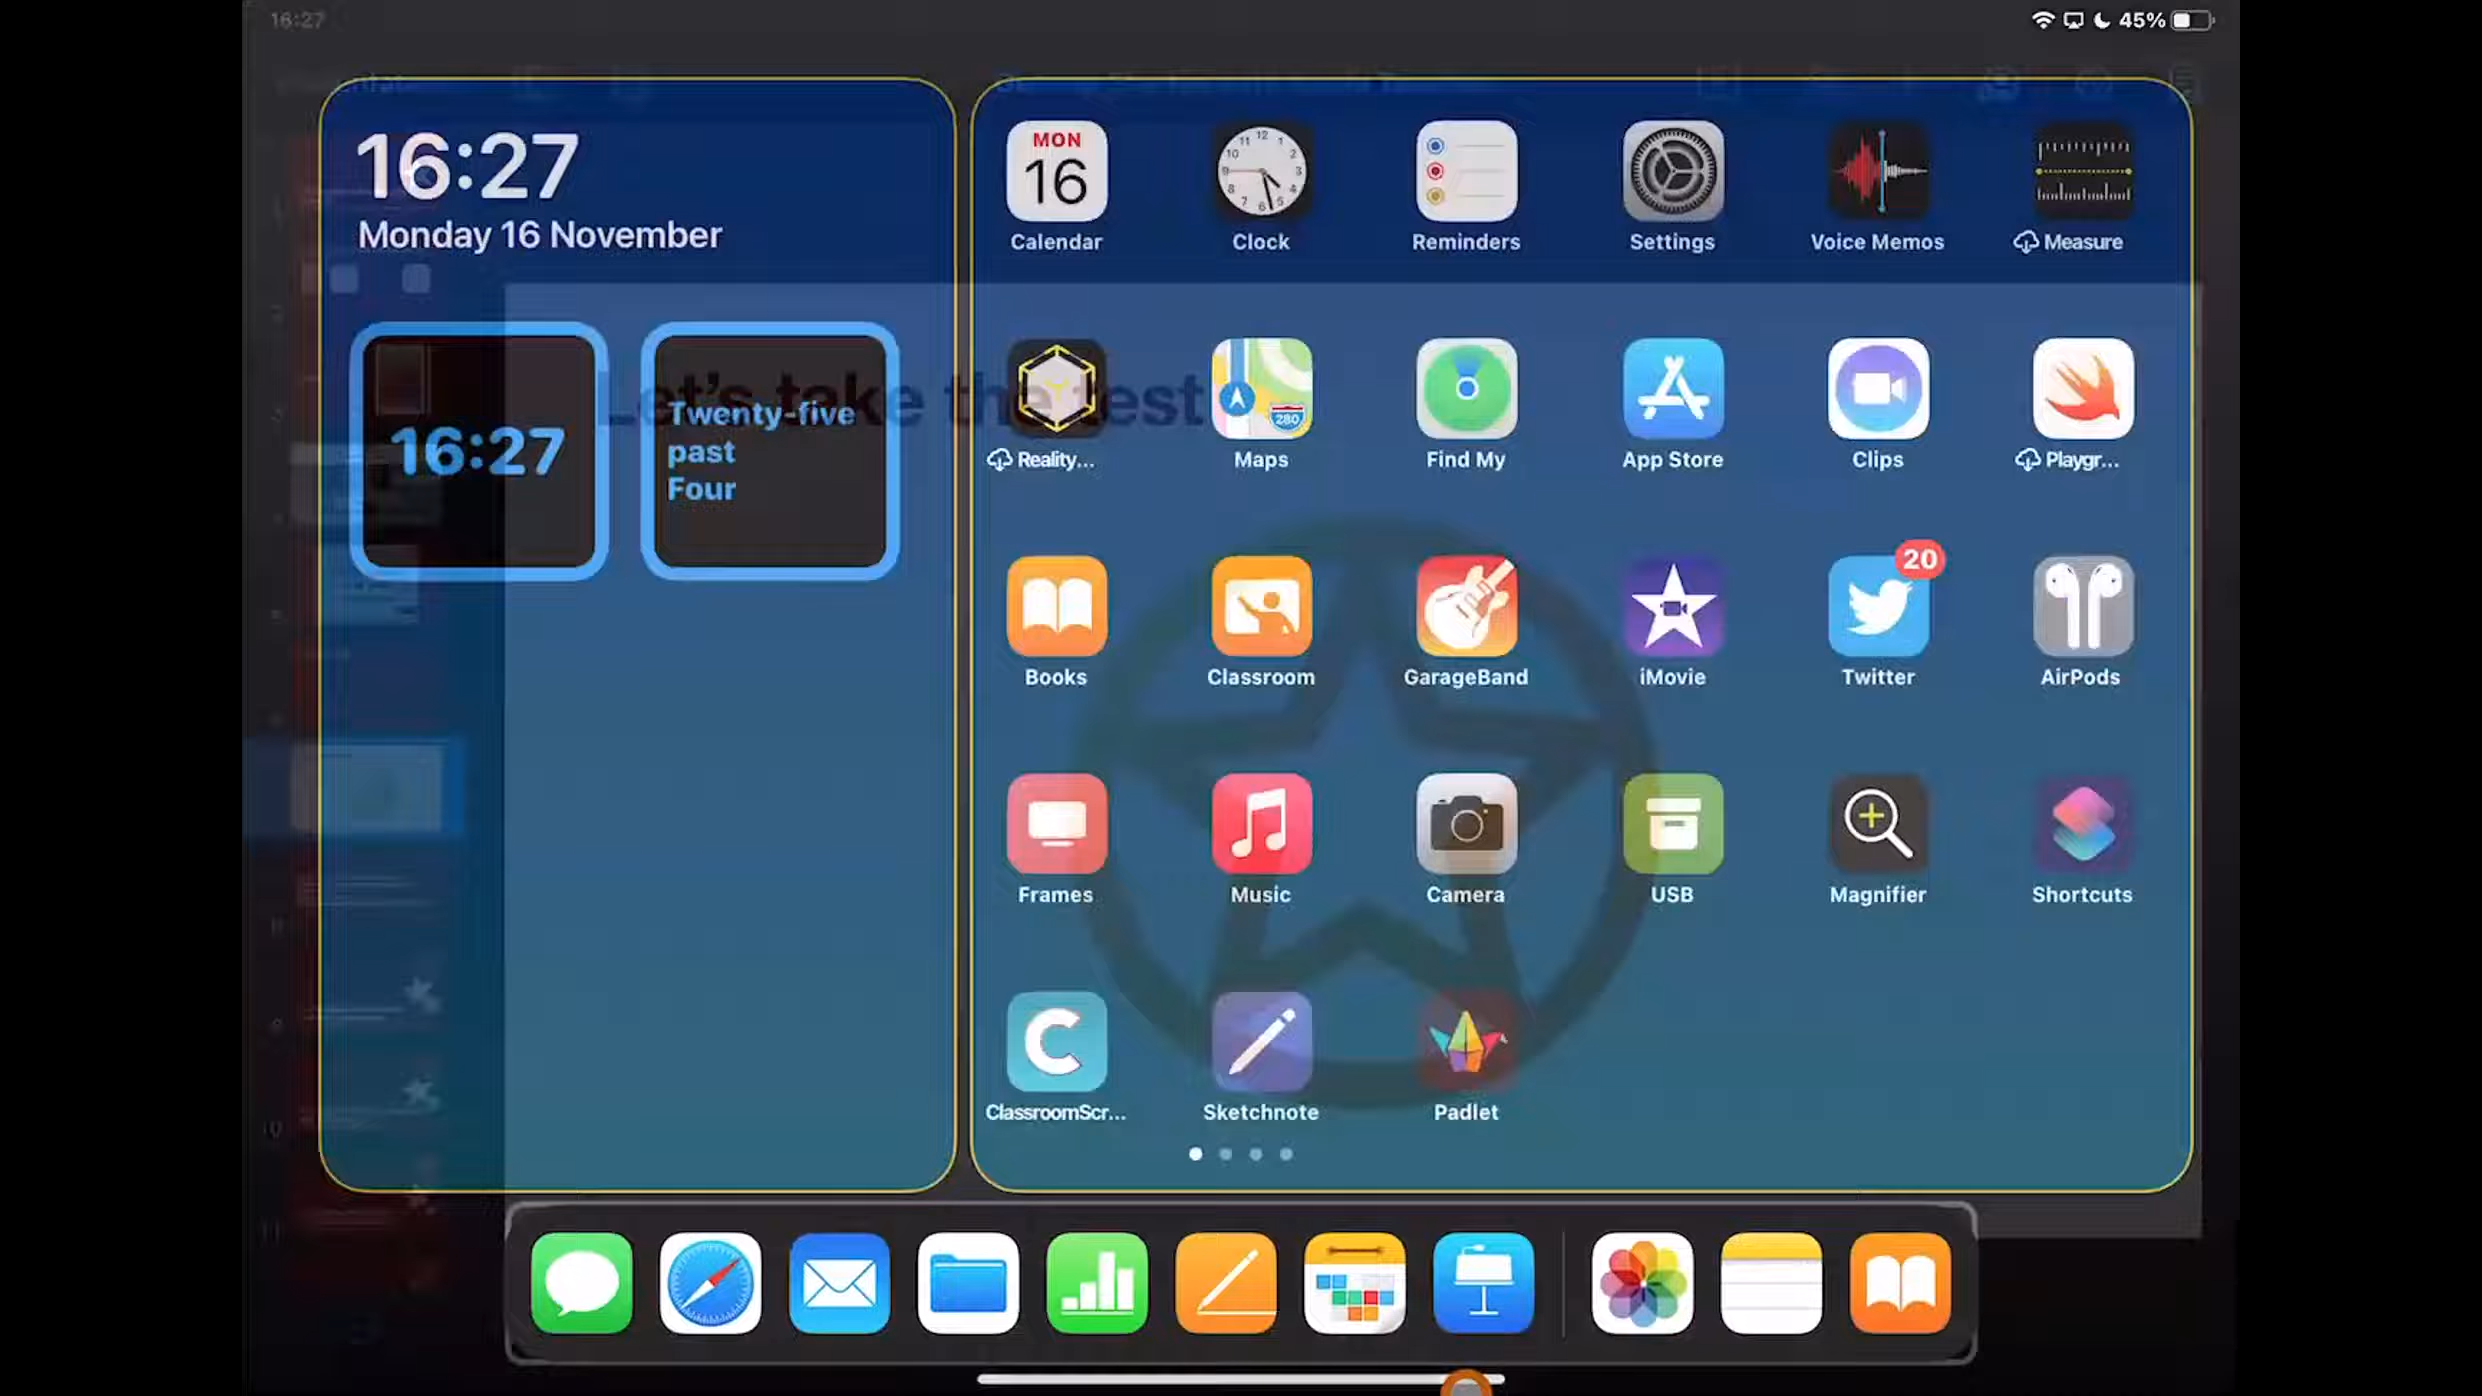 16:27
45%
16:27
Monday 16 November
16:27
Twenty-five
past
Four
Let's take the test
MON
16
Calendar
Clock
Reminders
Settings
Voice Memos
Measure
Reality...
280
Maps
Find My
App Store
Clips
Playgr...
Books
Classroom
GarageBand
iMovie
20
Twitter
AirPods
Frames
Music
Camera
USB
Magnifier
Shortcuts
ClassroomScr...
Sketchnote
Padlet